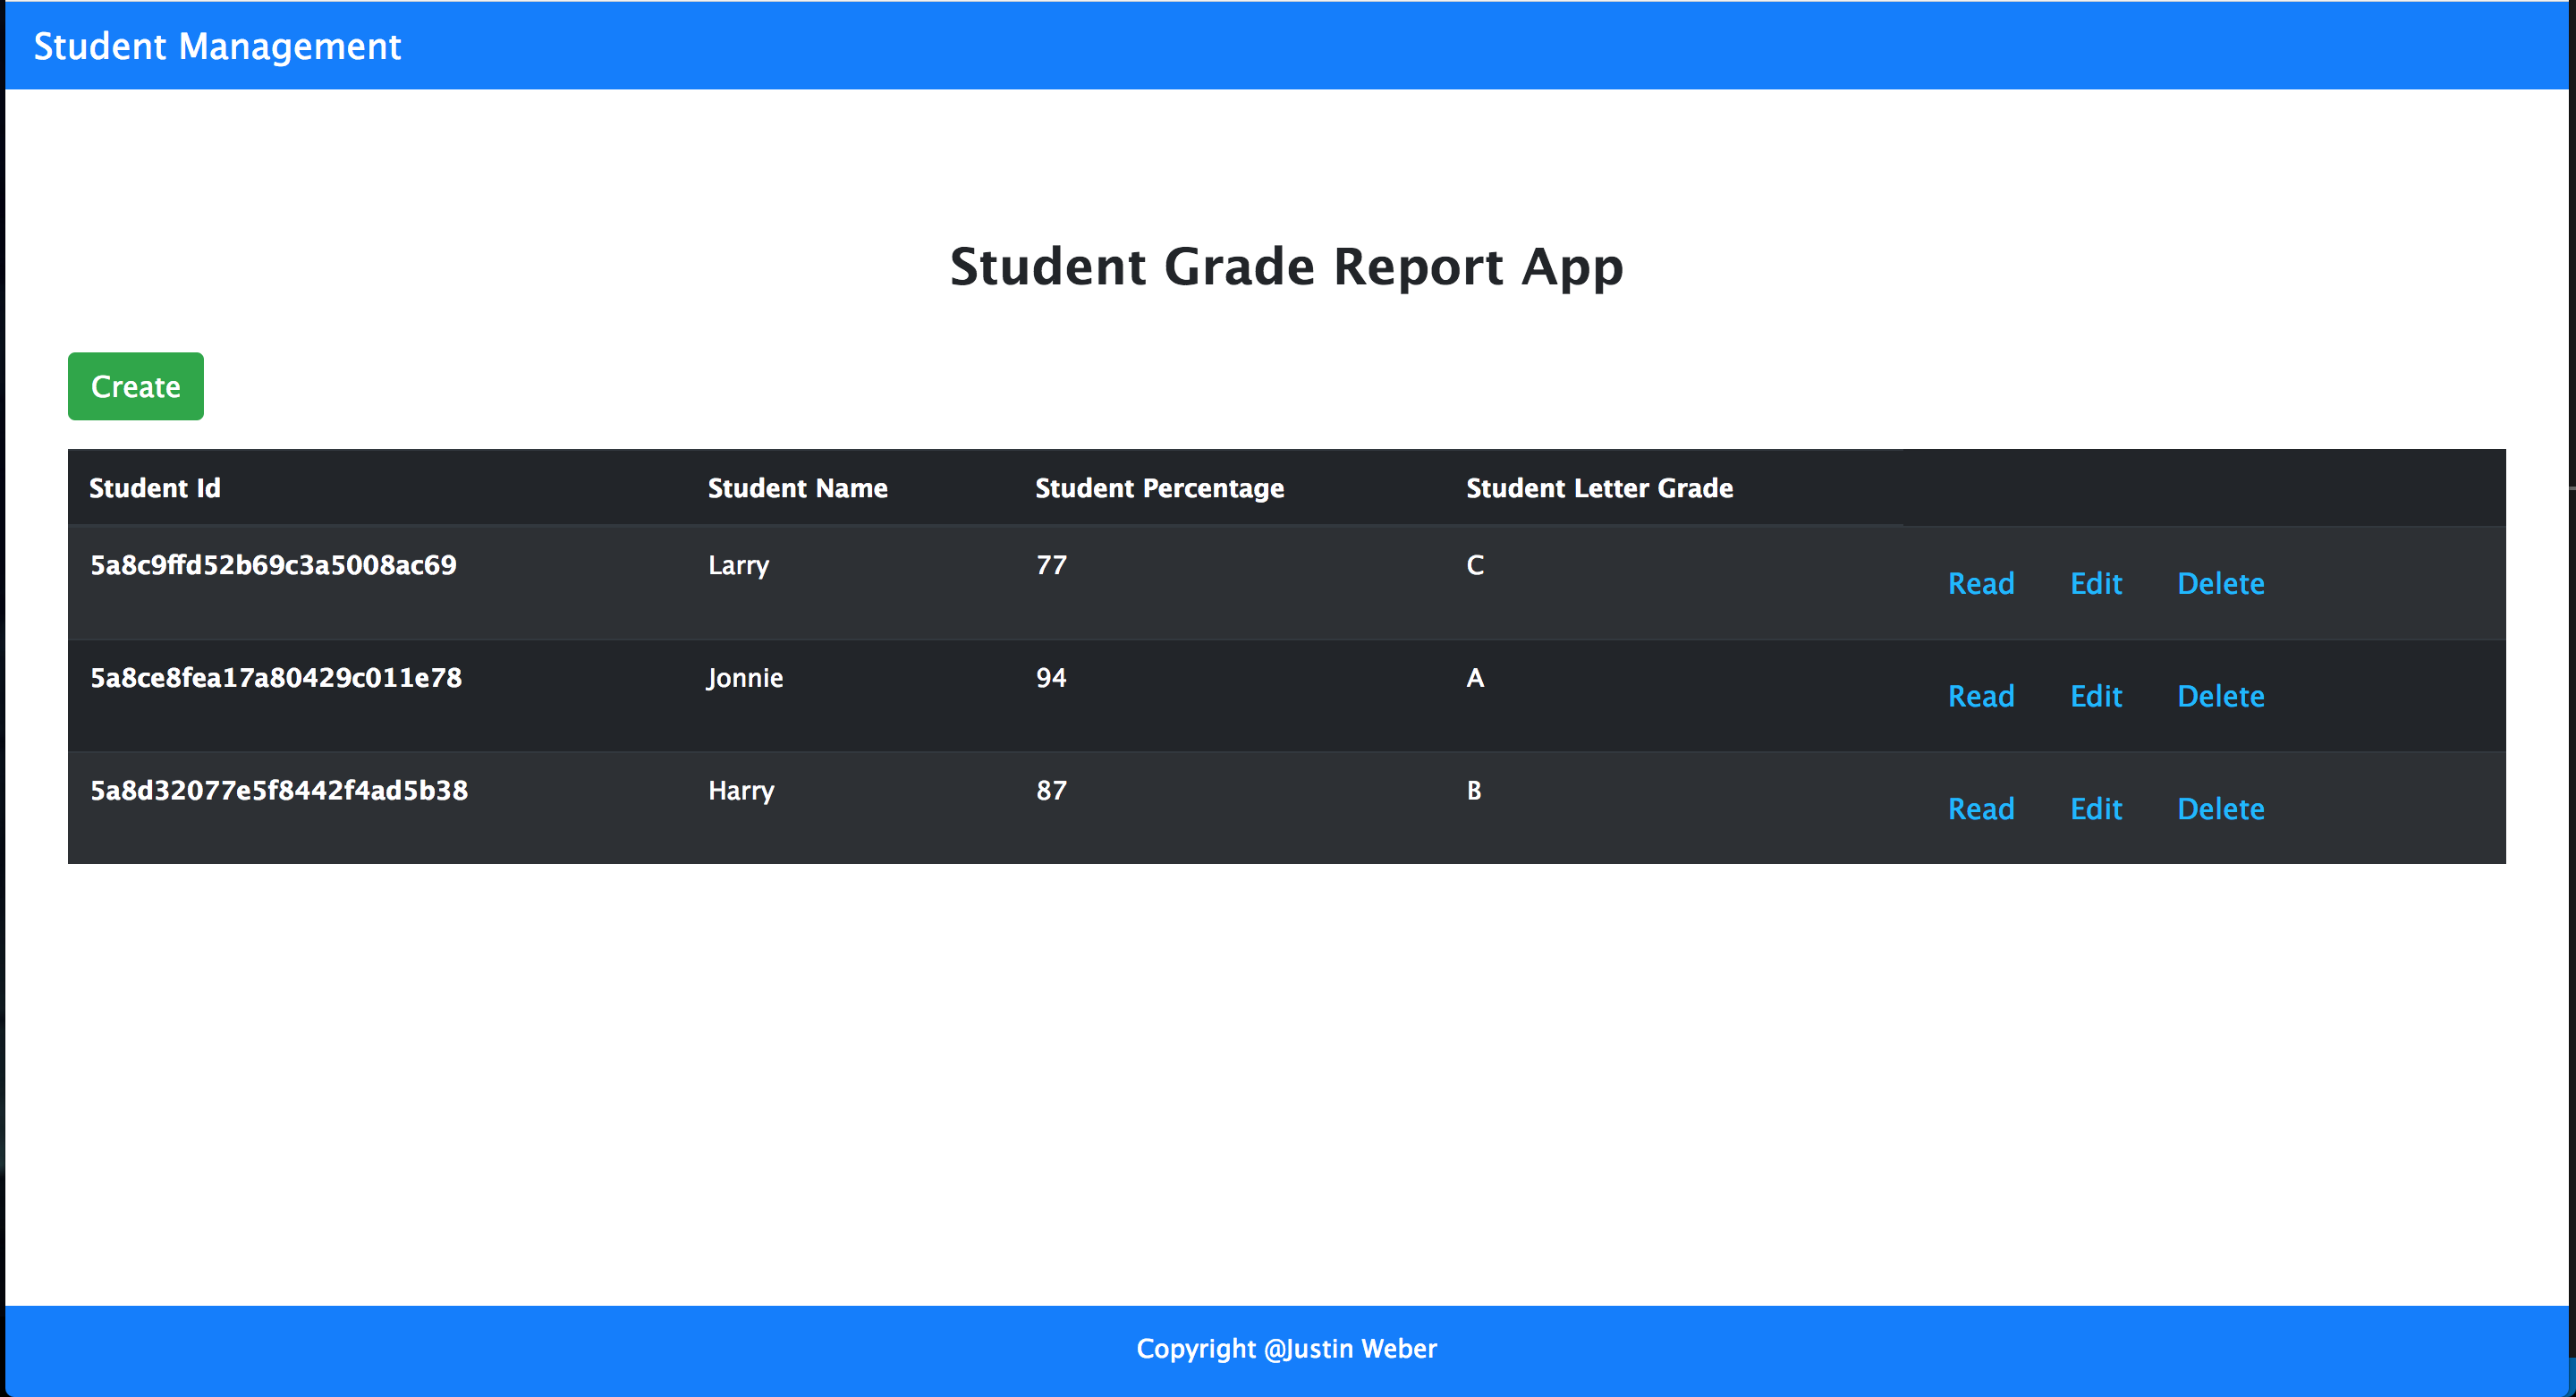 Student Management
Student Grade Report App
Create
Student Id Student Name Student Percentage Student Letter Grade
5a8c9ffd52b69c3a5008ac69 Larry 77 C Read Edit Delete
5a8ce8fea17a80429c011e78 Jonnie 94 A Read Edit Delete
5a8d32077e5f8442f4ad5b38 Harry 87 B Read Edit Delete
Copyright @Justin Weber